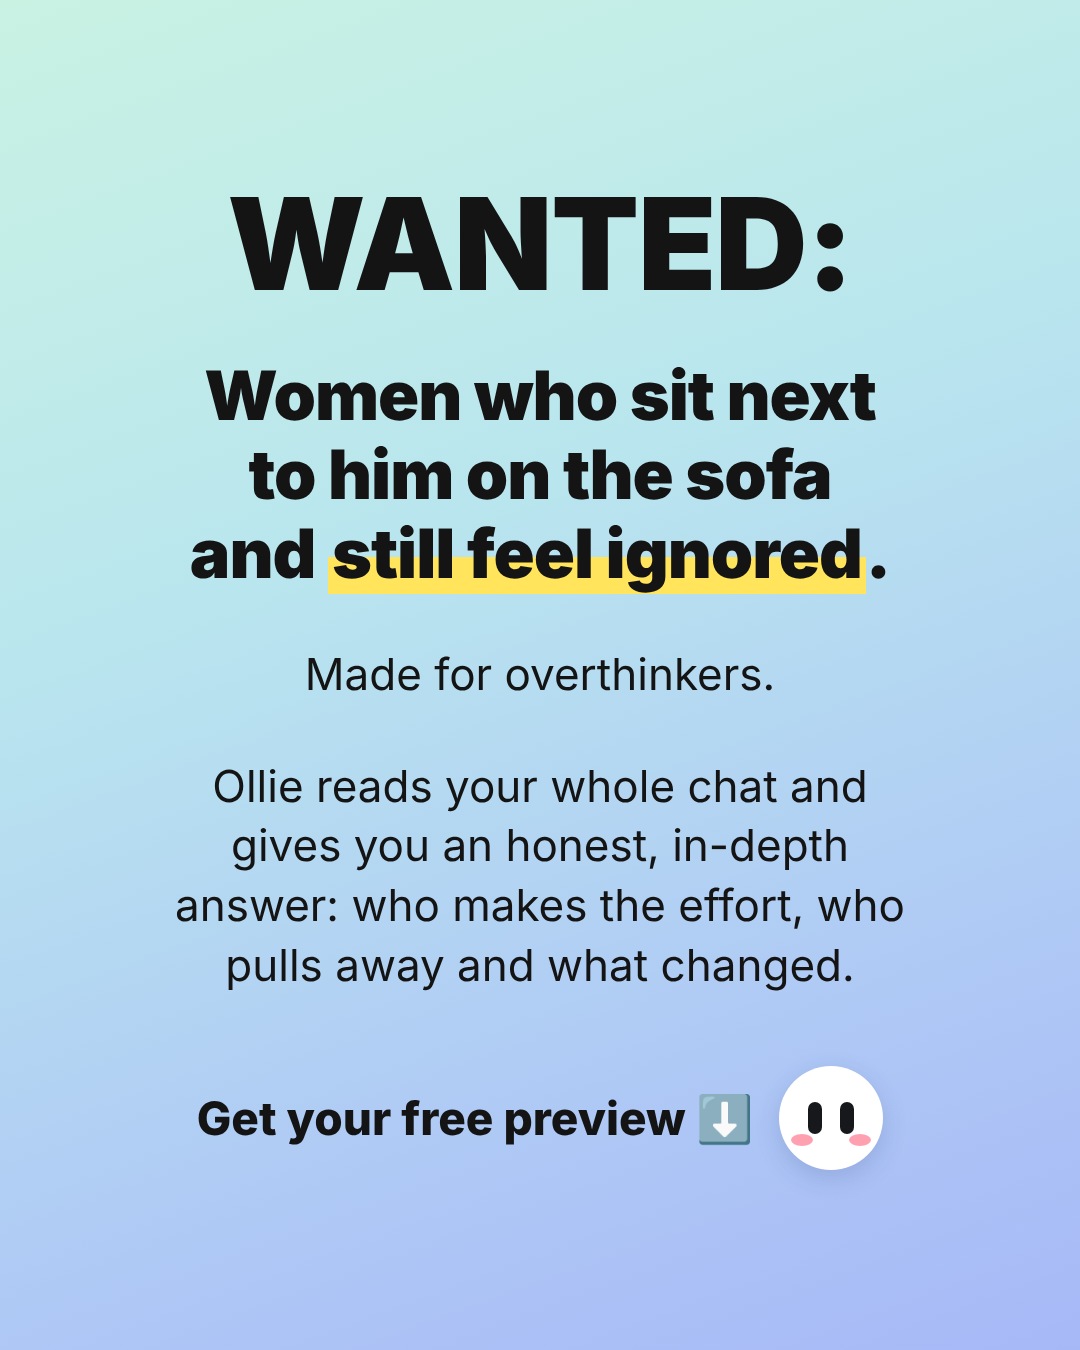 WANTED:
Women who sit next
to him on the sofa
and still feel ignored.
Made for overthinkers.
Ollie reads your whole chat and
gives you an honest, in-depth
answer: who makes the effort, who
pulls away and what changed.
Get your free preview ⬇️